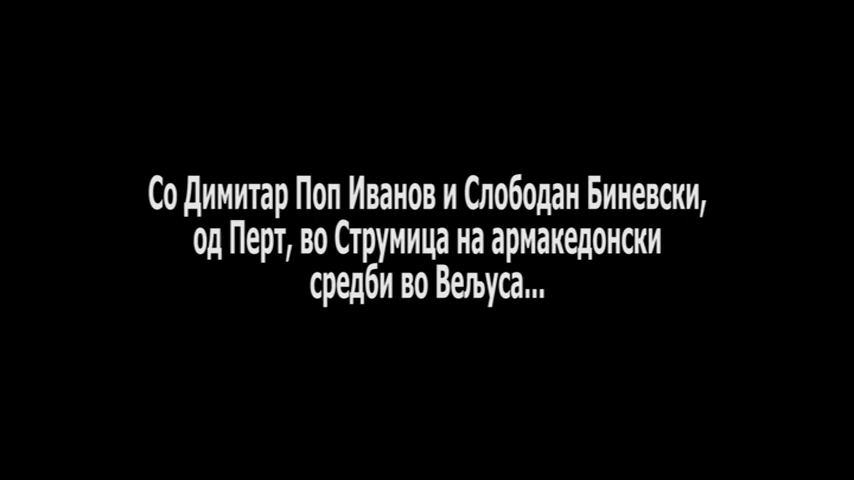 Со Димитар Поп Иванов и Слободан Биневски,
од Перт, во Струмица на армакедонски
средби во Вељуса...